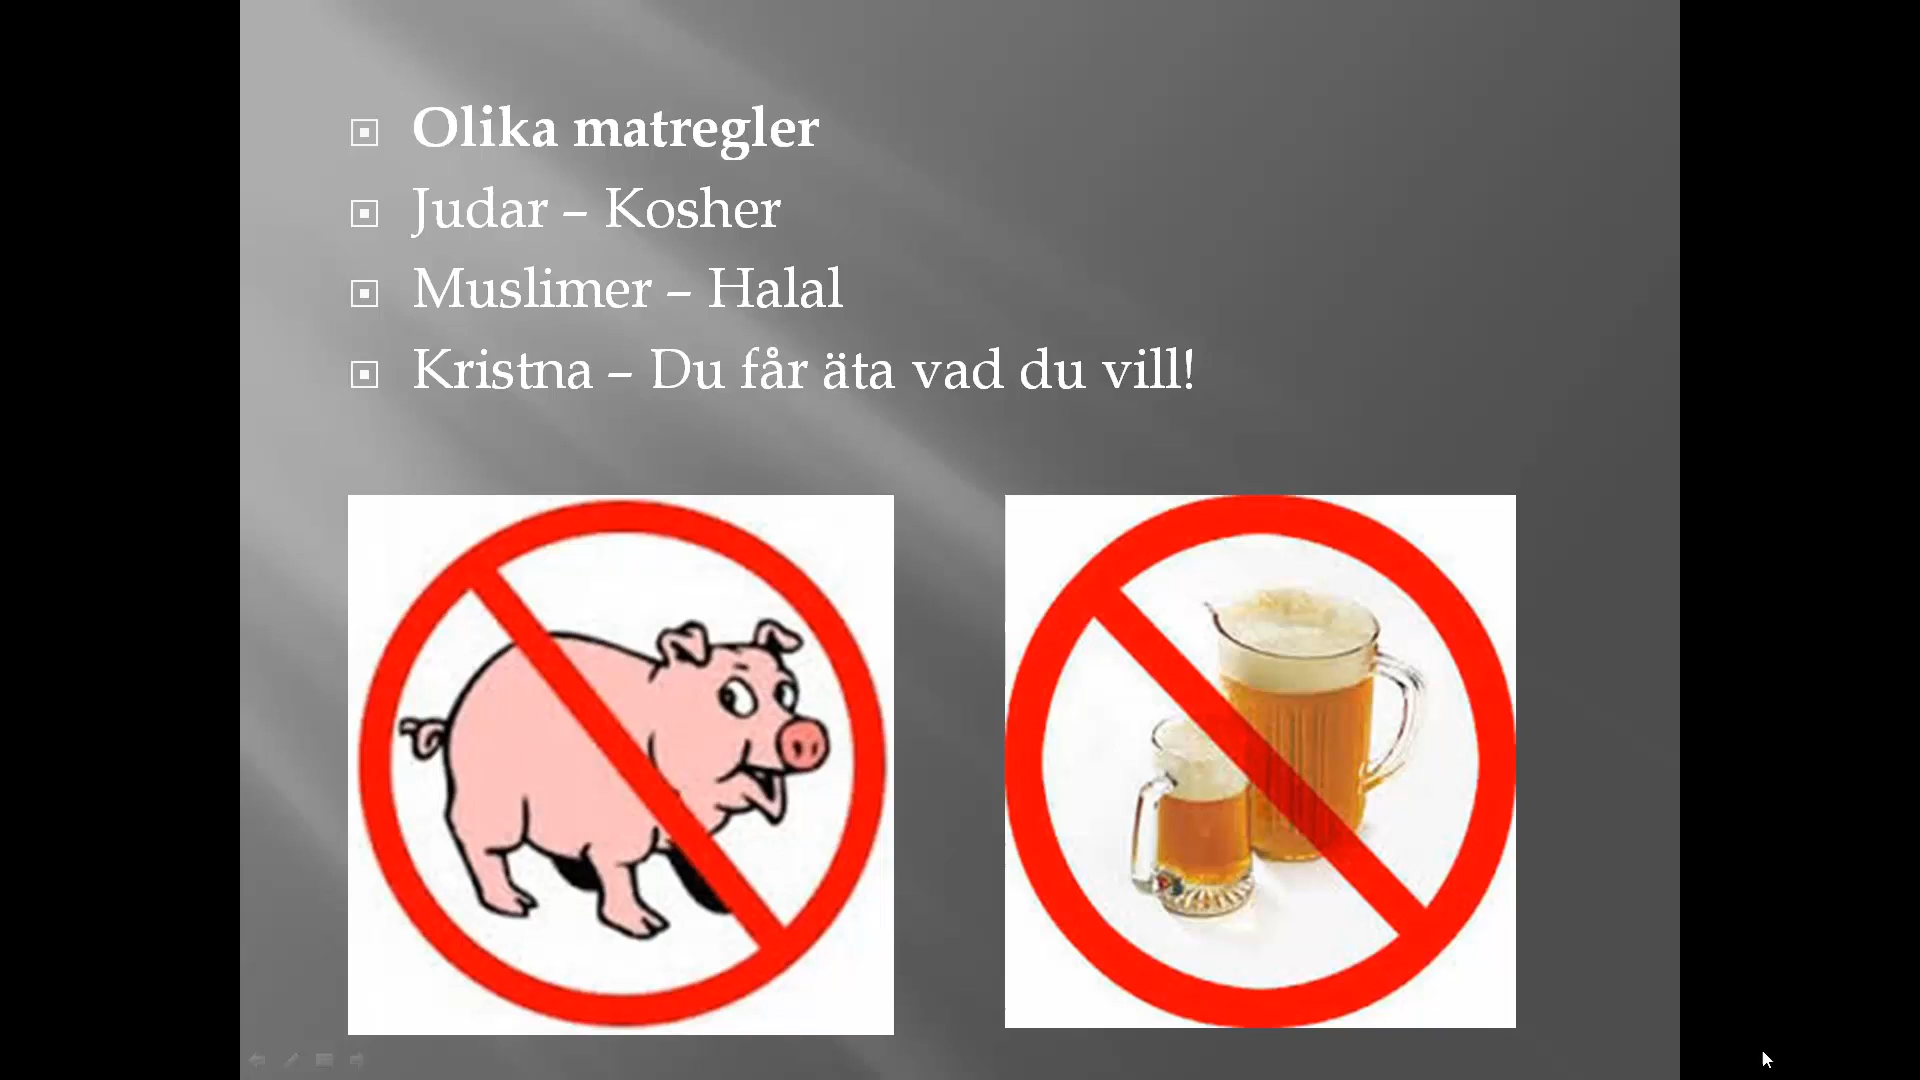 Olika matregler
Judar – Kosher
Muslimer – Halal
Kristna – Du får äta vad du vill!